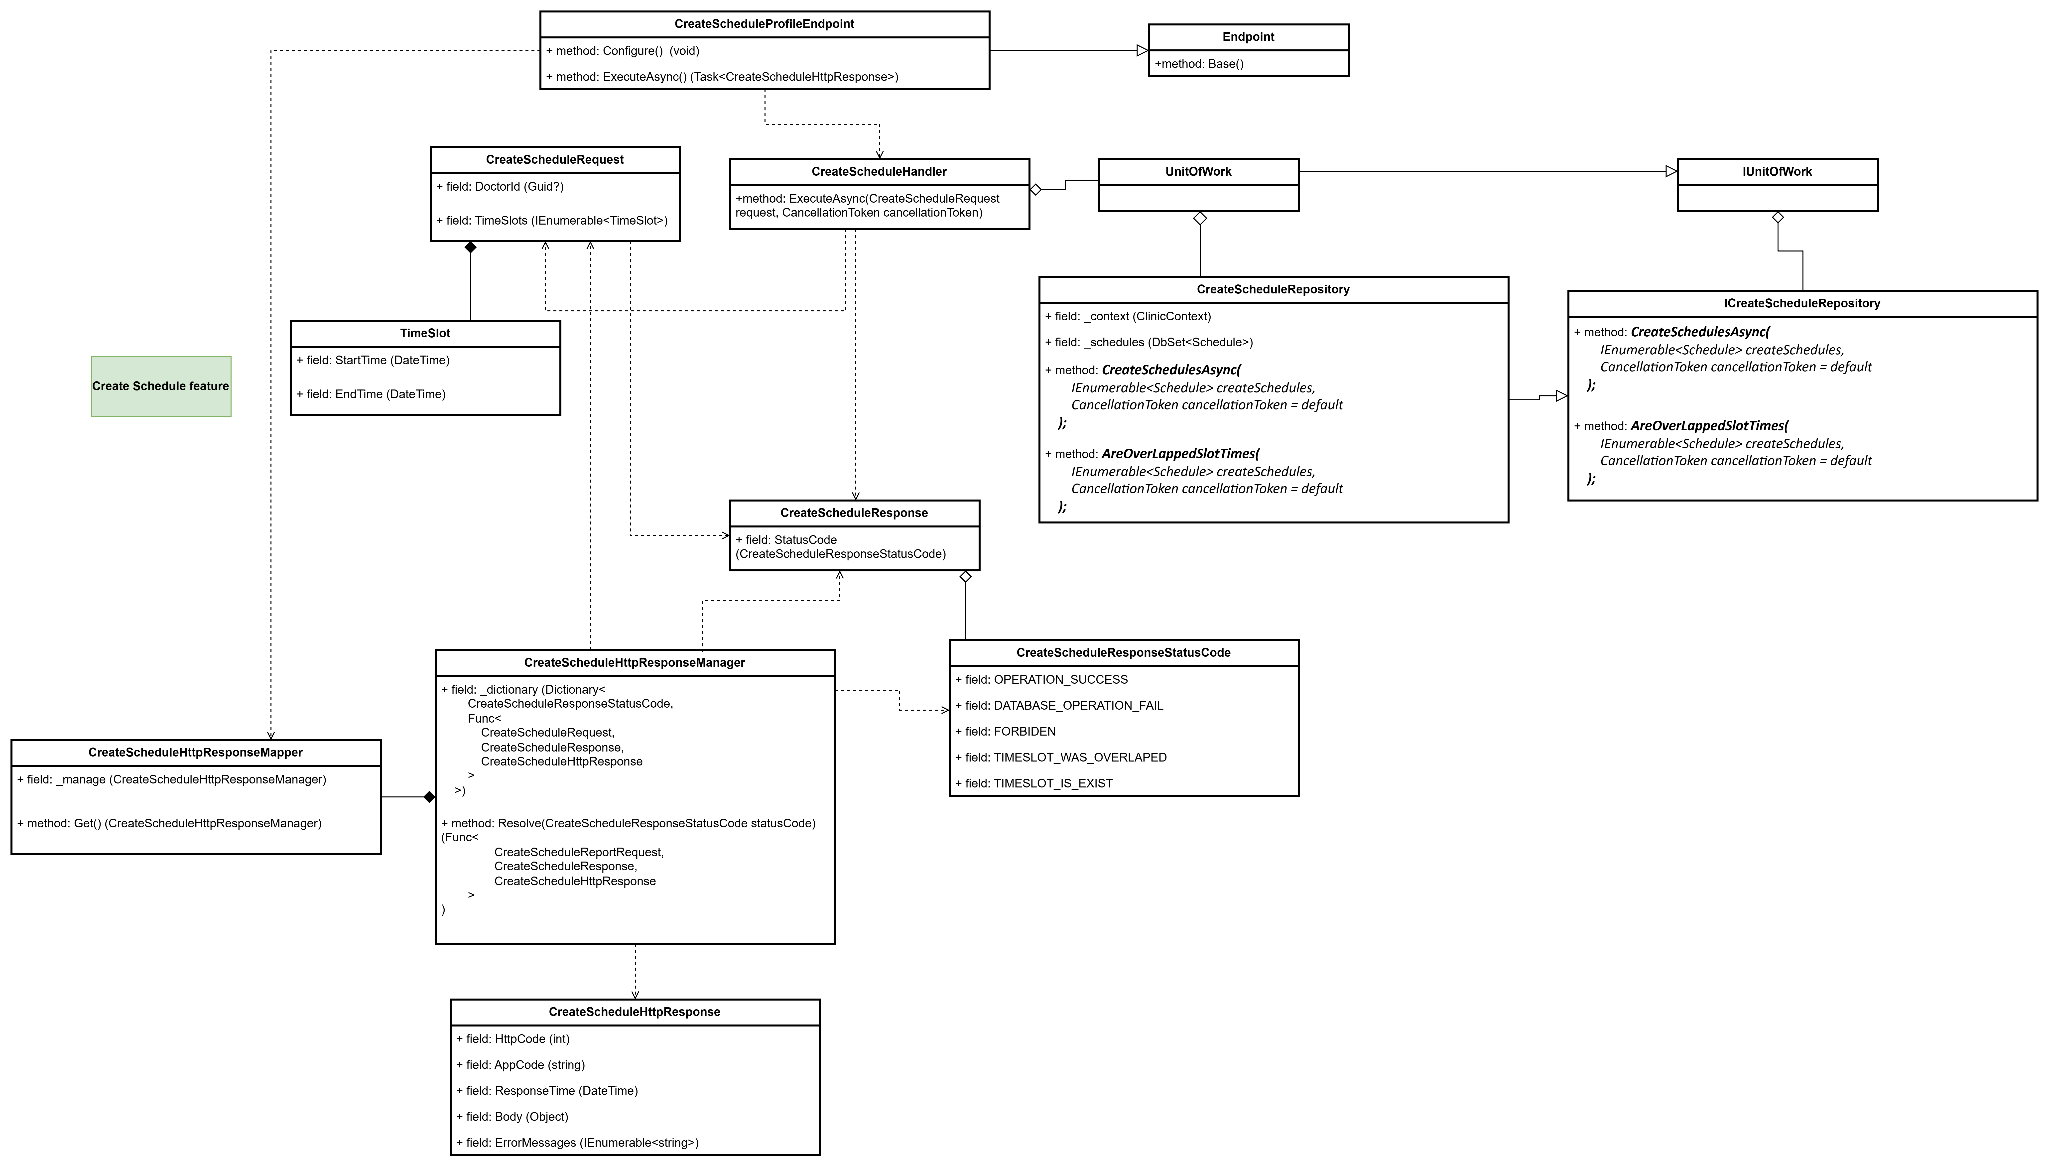 CreateScheduleProfileEndpoint
+ method: Configure()  (void)
+ method: ExecuteAsync() (Task<CreateScheduleHttpResponse>)
Endpoint
+method: Base()
CreateScheduleRequest
+ field: DoctorId (Guid?)
+ field: TimeSlots (IEnumerable<TimeSlot>)
CreateScheduleHandler
+method: ExecuteAsync(CreateScheduleRequest
request, CancellationToken cancellationToken)
UnitOfWork
IUnitOfWork
CreateScheduleRepository
+ field: _context (ClinicContext)
+ field: _schedules (DbSet<Schedule>)
+ method: CreateSchedulesAsync(
IEnumerable<Schedule> createSchedules,
CancellationToken cancellationToken = default
);
+ method: AreOverLappedSlotTimes(
IEnumerable<Schedule> createSchedules,
CancellationToken cancellationToken = default
);
ICreateScheduleRepository
+ method: CreateSchedulesAsync(
IEnumerable<Schedule> createSchedules,
CancellationToken cancellationToken = default
);
+ method: AreOverLappedSlotTimes(
IEnumerable<Schedule> createSchedules,
CancellationToken cancellationToken = default
);
TimeSlot
+ field: StartTime (DateTime)
+ field: EndTime (DateTime)
Create Schedule feature
CreateScheduleResponse
+ field: StatusCode
(CreateScheduleResponseStatusCode)
CreateScheduleHttpResponseManager
+ field: _dictionary (Dictionary<
CreateScheduleResponseStatusCode,
Func<
CreateScheduleRequest,
CreateScheduleResponse,
CreateScheduleHttpResponse
>
>)
+ method: Resolve(CreateScheduleResponseStatusCode statusCode)
(Func<
CreateScheduleReportRequest,
CreateScheduleResponse,
CreateScheduleHttpResponse
>
)
CreateScheduleResponseStatusCode
+ field: OPERATION_SUCCESS
+ field: DATABASE_OPERATION_FAIL
+ field: FORBIDEN
+ field: TIMESLOT_WAS_OVERLAPED
+ field: TIMESLOT_IS_EXIST
CreateScheduleHttpResponseMapper
+ field: _manage (CreateScheduleHttpResponseManager)
+ method: Get() (CreateScheduleHttpResponseManager)
CreateScheduleHttpResponse
+ field: HttpCode (int)
+ field: AppCode (string)
+ field: ResponseTime (DateTime)
+ field: Body (Object)
+ field: ErrorMessages (IEnumerable<string>)